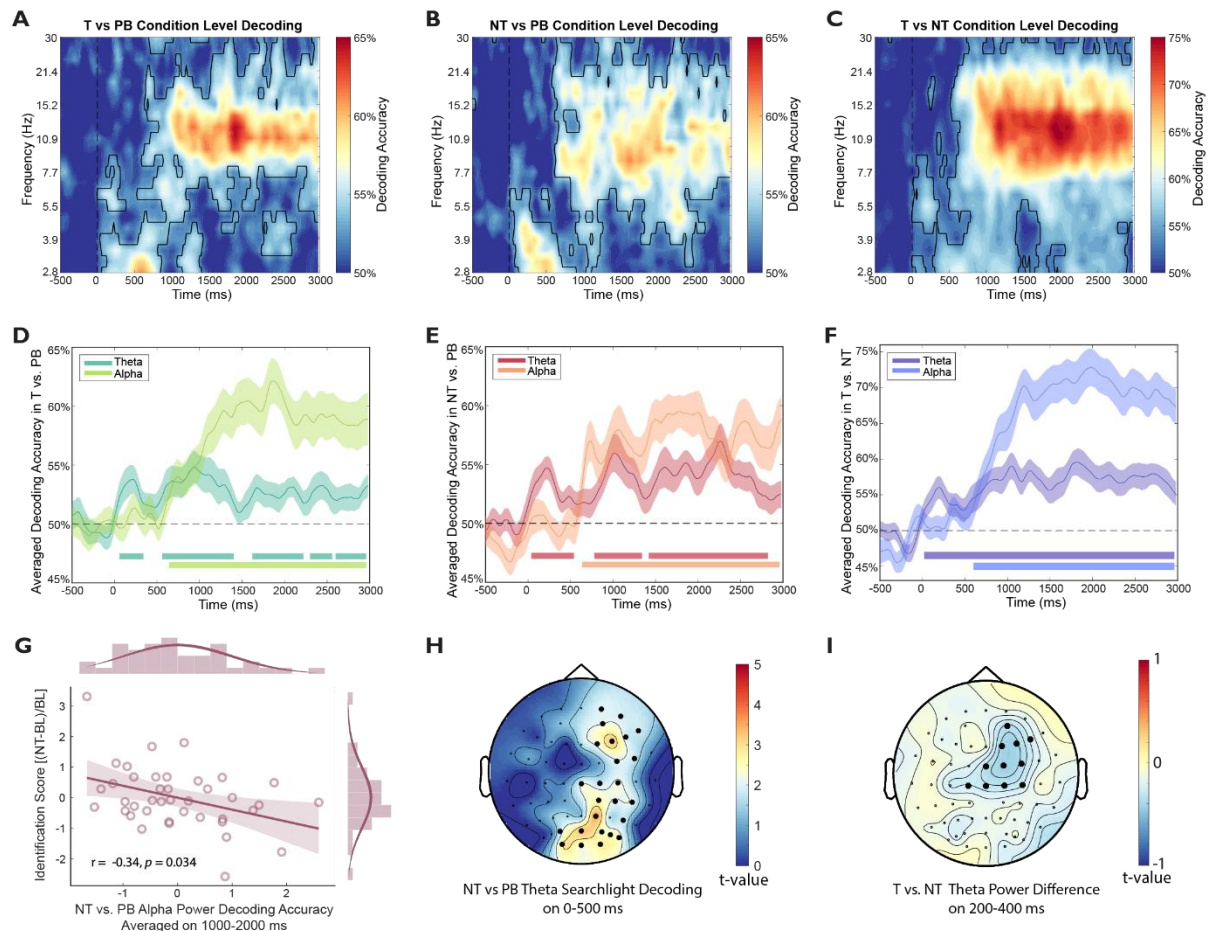 A
T vs PB Condition Level Decoding
30
21.4
15.2
10.9
7.7
5.5
3.9
2.8
Frequency (Hz)
-500 0 500 1000 1500 2000 2500 3000
Time (ms)
65%
60%
55%
50%
Decoding Accuracy
B
NT vs PB Condition Level Decoding
30
21.4
15.2
10.9
7.7
5.5
3.9
2.8
Frequency (Hz)
-500 0 500 1000 1500 2000 2500 3000
Time (ms)
65%
60%
55%
50%
Decoding Accuracy
C
T vs NT Condition Level Decoding
30
21.4
15.2
10.9
7.7
5.5
3.9
2.8
Frequency (Hz)
-500 0 500 1000 1500 2000 2500 3000
Time (ms)
75%
70%
65%
60%
55%
50%
Decoding Accuracy
D
65%
60%
55%
50%
45%
Averaged Decoding Accuracy in T vs. PB
Theta
Alpha
-500 0 500 1000 1500 2000 2500 3000
Time (ms)
E
65%
60%
55%
50%
45%
Averaged Decoding Accuracy in NT vs. PB
Theta
Alpha
-500 0 500 1000 1500 2000 2500 3000
Time (ms)
F
75%
70%
65%
60%
55%
50%
45%
Averaged Decoding Accuracy in T vs. NT
Theta
Alpha
-500 0 500 1000 1500 2000 2500 3000
Time (ms)
G
3
2
1
0
-1
-2
Identification Score [(NT-BL)/BL]
r = -0.34, p = 0.034
-1 0 1 2
NT vs. PB Alpha Power Decoding Accuracy
Averaged on 1000-2000 ms
H
5
4
3
2
1
0
t-value
NT vs PB Theta Searchlight Decoding
on 0-500 ms
I
1
0
-1
t-value
T vs. NT Theta Power Difference
on 200-400 ms